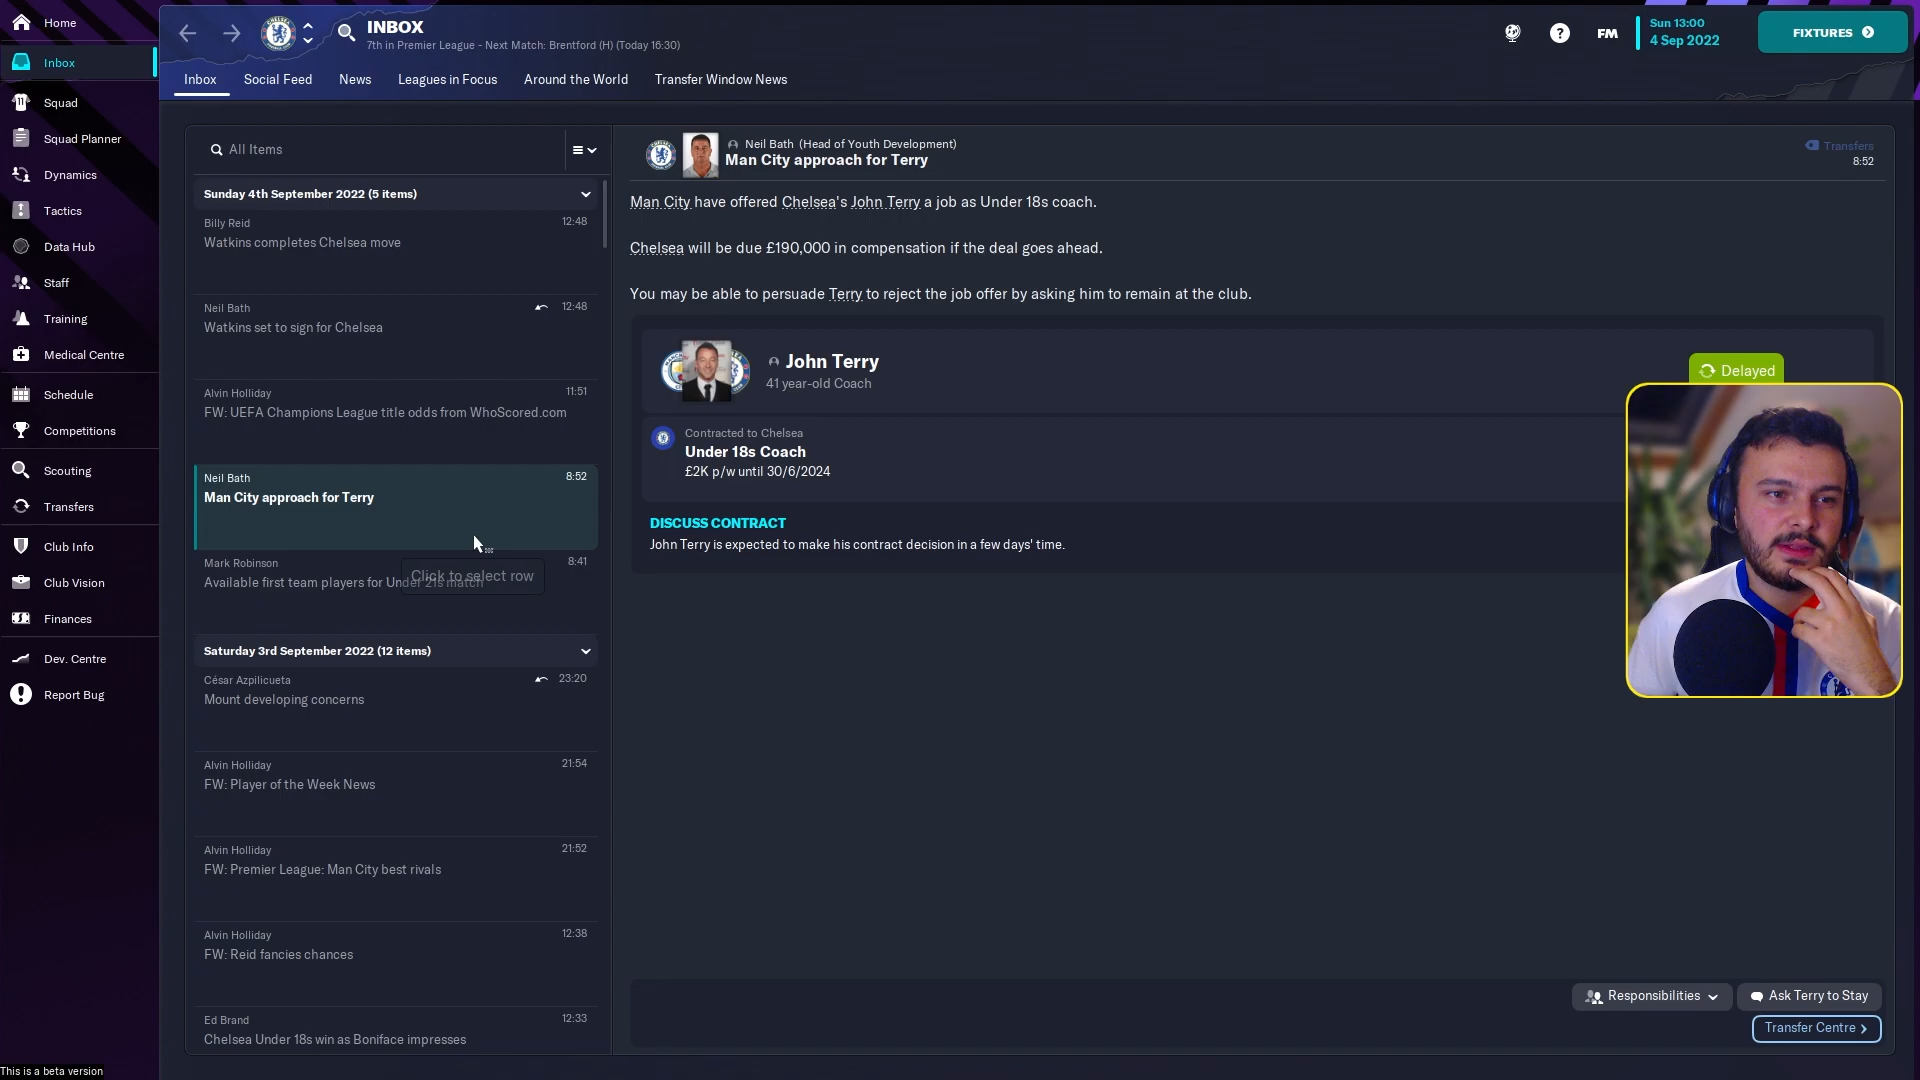 Home
Inbox
Squad
Squad Planner
Dynamics
Tactics
Data Hub
Staff
Training
Medical Centre
Schedule
Competitions
Scouting
Transfers
Club Info
Club Vision
Finances
Dev. Centre
Report Bug
This is a beta version
INBOX
7th in Premier League - Next Match: Brentford (H) (Today 16:30)
FM
Sun 13:00
4 Sep 2022
FIXTURES
Inbox Social Feed News Leagues in Focus Around the World Transfer Window News
All Items
Sunday 4th September 2022 (5 items)
Billy Reid 12:48
Watkins completes Chelsea move
Neil Bath 12:48
Watkins set to sign for Chelsea
Alvin Holliday 11:51
FW: UEFA Champions League title odds from WhoScored.com
Neil Bath 8:52
Man City approach for Terry
Mark Robinson 8:41
Available first team players for Under 21s match
Click to select row
Saturday 3rd September 2022 (12 items)
César Azpilicueta 23:20
Mount developing concerns
Alvin Holliday 21:54
FW: Player of the Week News
Alvin Holliday 21:52
FW: Premier League: Man City best rivals
Alvin Holliday 12:38
FW: Reid fancies chances
Ed Brand 12:33
Chelsea Under 18s win as Boniface impresses
Neil Bath (Head of Youth Development)
Man City approach for Terry
Transfers
8:52
Man City have offered Chelsea's John Terry a job as Under 18s coach.
Chelsea will be due £190,000 in compensation if the deal goes ahead.
You may be able to persuade Terry to reject the job offer by asking him to remain at the club.
John Terry
41 year-old Coach
Delayed
Contracted to Chelsea
Under 18s Coach
£2K p/w until 30/6/2024
DISCUSS CONTRACT
John Terry is expected to make his contract decision in a few days' time.
Responsibilities
Ask Terry to Stay
Transfer Centre